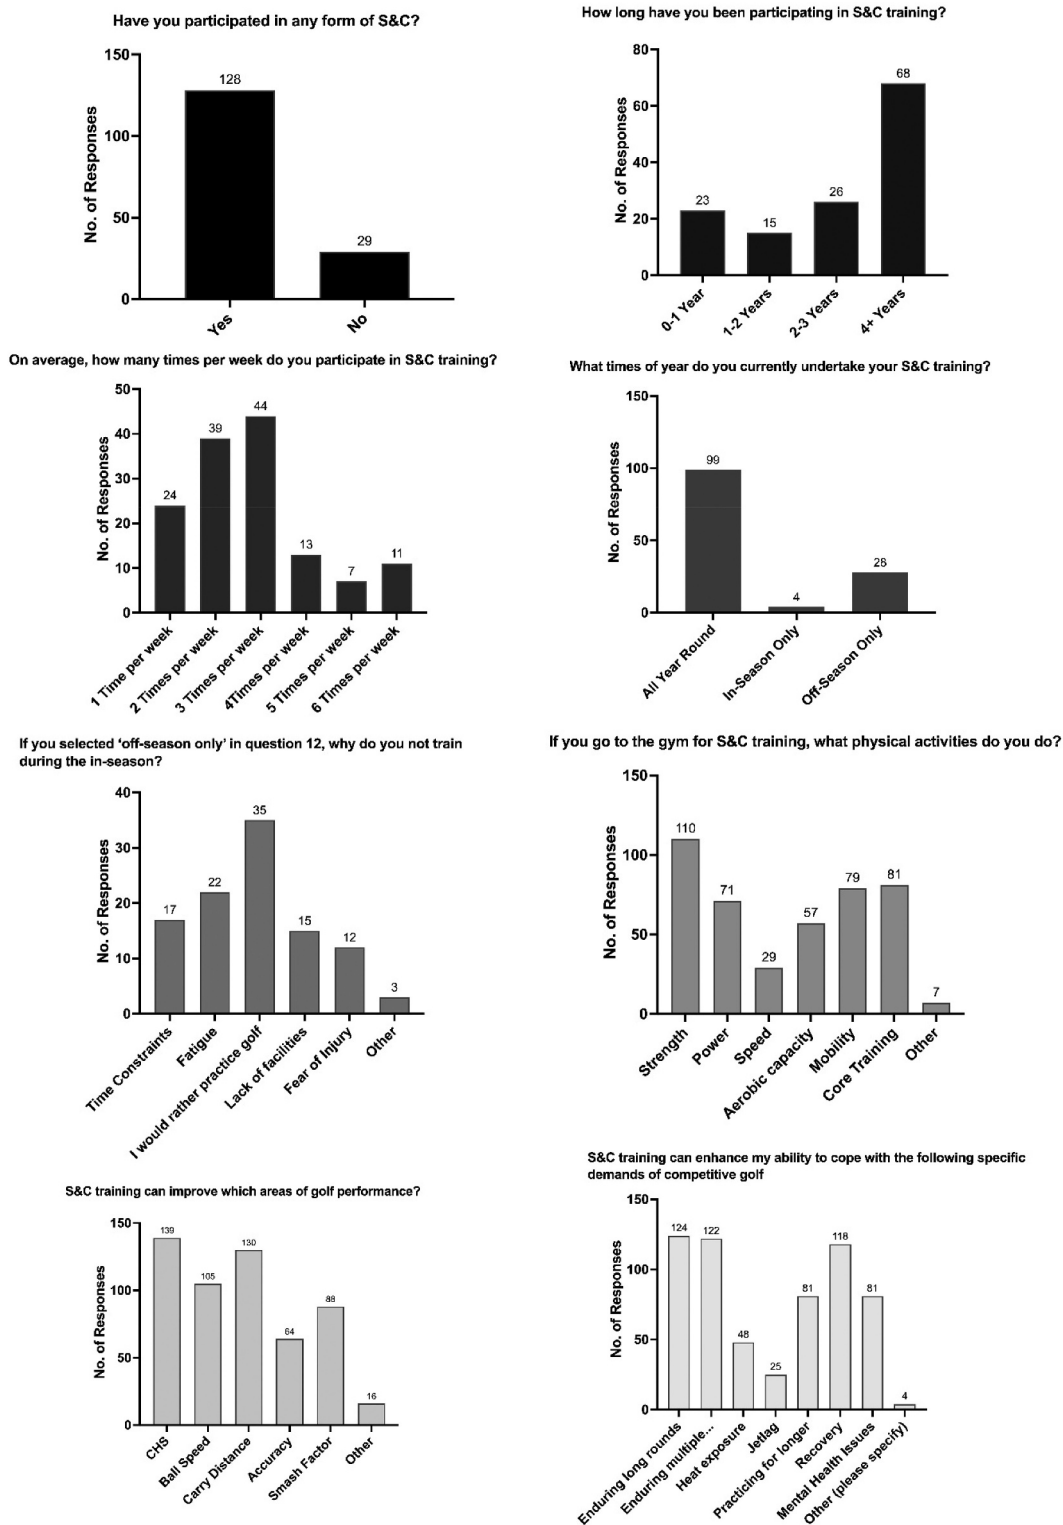 Have you participated in any form of S&C?
No. of Responses
150
100
50
0
128
29
Yes
No
How long have you been participating in S&C training?
No. of Responses
80
60
40
20
0
23
15
26
68
0-1 Year
1-2 Years
2-3 Years
4+ Years
On average, how many times per week do you participate in S&C training?
No. of Responses
50
40
30
20
10
0
24
39
44
13
7
11
1 Time per week
2 Times per week
3 Times per week
4Times per week
5 Times per week
6 Times per week
What times of year do you currently undertake your S&C training?
No. of Responses
150
100
50
0
99
4
28
All Year Round
In-Season Only
Off-Season Only
If you selected ‘off-season only’ in question 12, why do you not train
during the in-season?
No. of Responses
40
30
20
10
0
17
22
35
15
12
3
Time Constraints
Fatigue
I would rather practice golf
Lack of facilities
Fear of Injury
Other
If you go to the gym for S&C training, what physical activities do you do?
No. of Responses
150
100
50
0
110
71
29
57
79
81
7
Strength
Power
Speed
Aerobic capacity
Mobility
Core Training
Other
S&C training can improve which areas of golf performance?
No. of Responses
150
100
50
0
139
105
130
64
88
16
CHS
Ball Speed
Carry Distance
Accuracy
Smash Factor
Other
S&C training can enhance my ability to cope with the following specific
demands of competitive golf
No. of Responses
150
100
50
0
124
122
48
25
81
118
81
4
Enduring long rounds
Enduring multiple...
Heat exposure
Jetlag
Practicing for longer
Recovery
Mental Health Issues
Other (please specify)